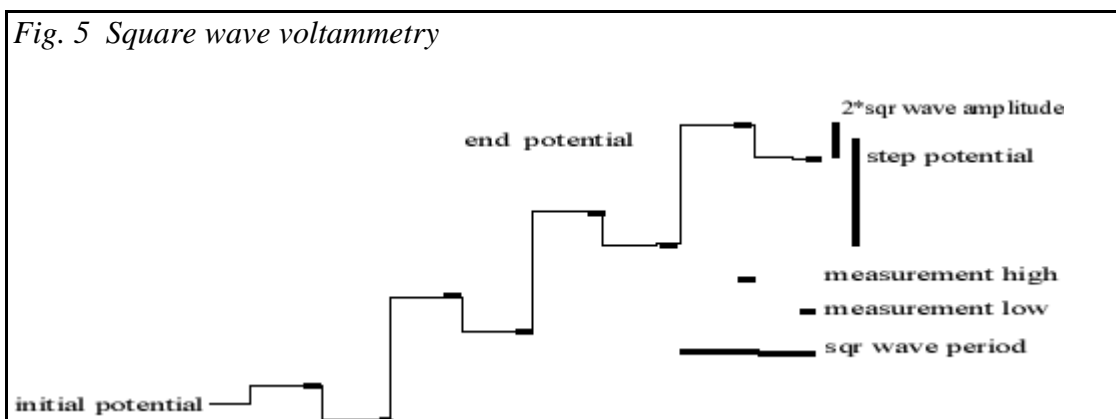 Fig. 5 Square wave voltammetry
2*sqr wave amplitude
end potential
step potential
measurement high
measurement low
sqr wave period
initial potential